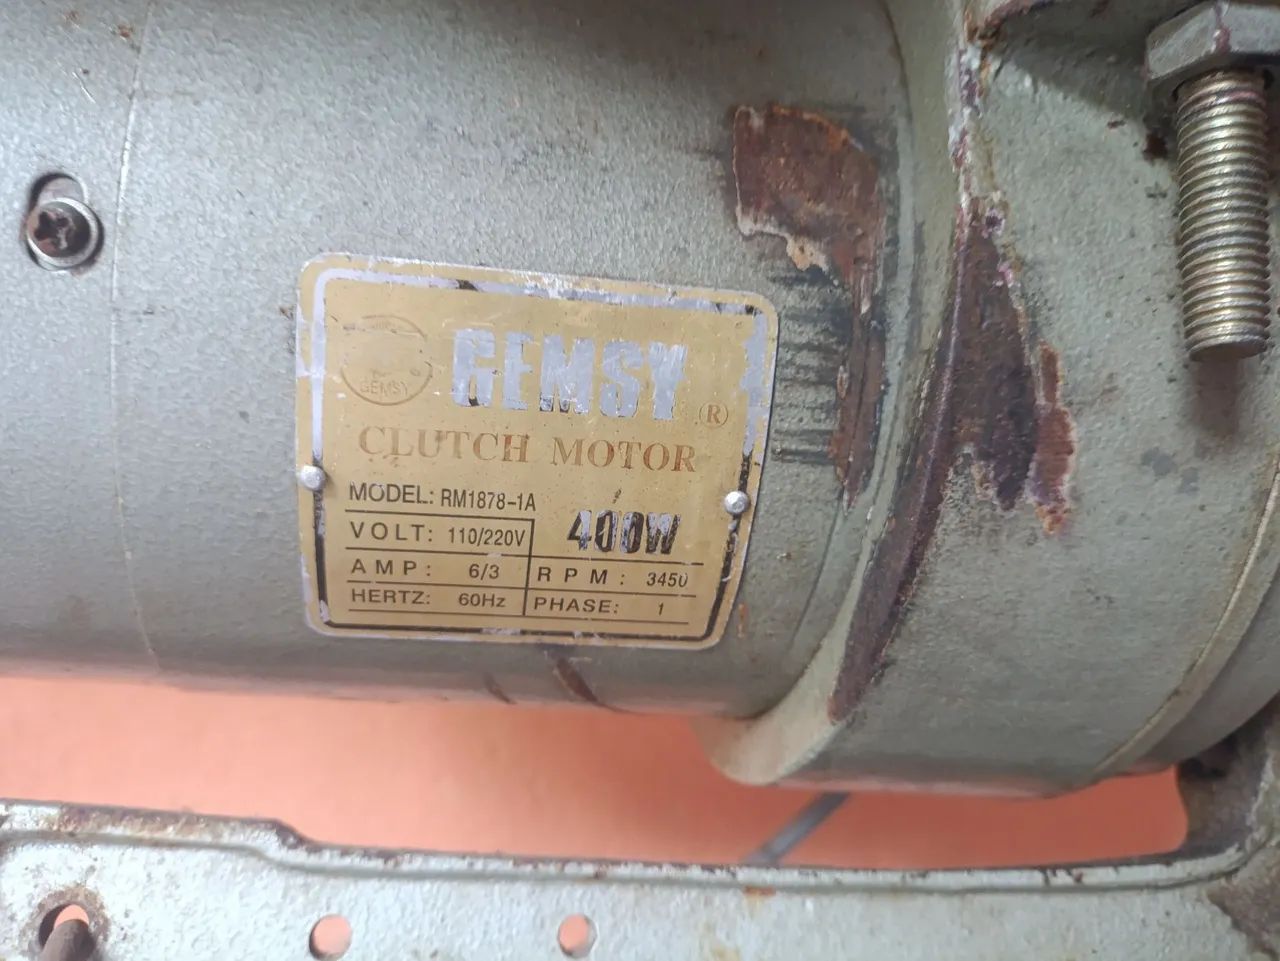 GEMSY
GEMSY ®
CLUTCH MOTOR
MODEL: RM1878-1A
400W
VOLT: 110/220V
AMP: 6/3
RPM: 3450
HERTZ: 60Hz
PHASE: 1